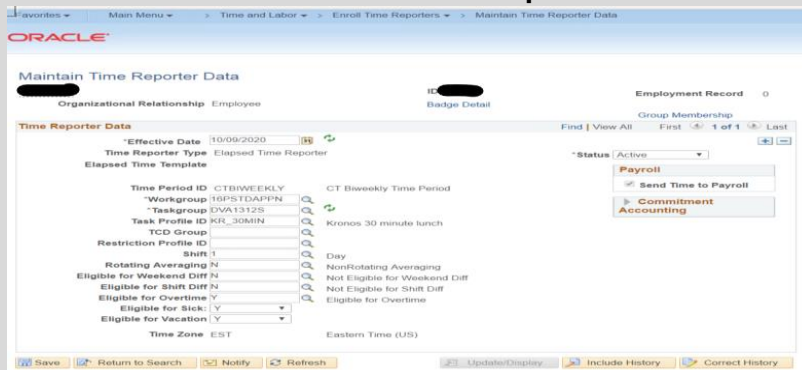 Favorites Main Menu > Time and Labor > Enroll Time Reporters > Maintain Time Reporter Data
ORACLE
Maintain Time Reporter Data
ID Employment Record 0
Organizational Relationship Employee Badge Detail
Group Membership
Time Reporter Data Find | View All First 1 of 1 Last
*Effective Date 10/09/2020 *Status Active
Time Reporter Type Elapsed Time Reporter
Elapsed Time Template Payroll
Send Time to Payroll
Time Period ID CTBIWEEKLY CT Biweekly Time Period
*Workgroup 16PSTDAPPN Commitment Accounting
*Taskgroup DVA1312S
Task Profile ID KR_30MIN Kronos 30 minute lunch
TCD Group
Restriction Profile ID
Shift 1 Day
Rotating Averaging N NonRotating Averaging
Eligible for Weekend Diff N Not Eligible for Weekend Diff
Eligible for Shift Diff N Not Eligible for Shift Diff
Eligible for Overtime Y Eligible for Overtime
Eligible for Sick: Y
Eligible for Vacation Y
Time Zone EST Eastern Time (US)
Save Return to Search Notify Refresh Update/Display Include History Correct History